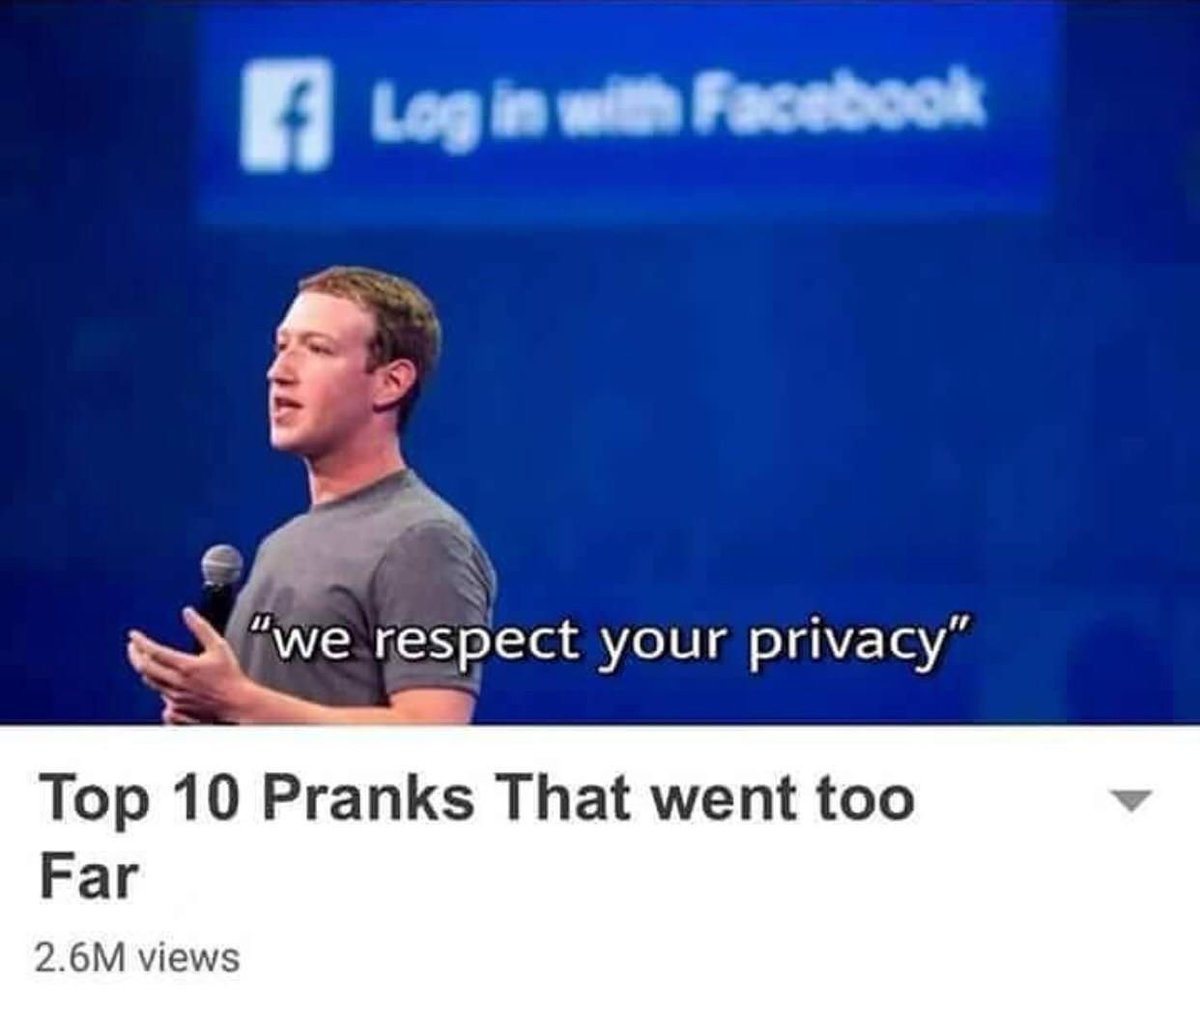 Log in with Facebook
"we respect your privacy"
Top 10 Pranks That went too
Far
2.6M views